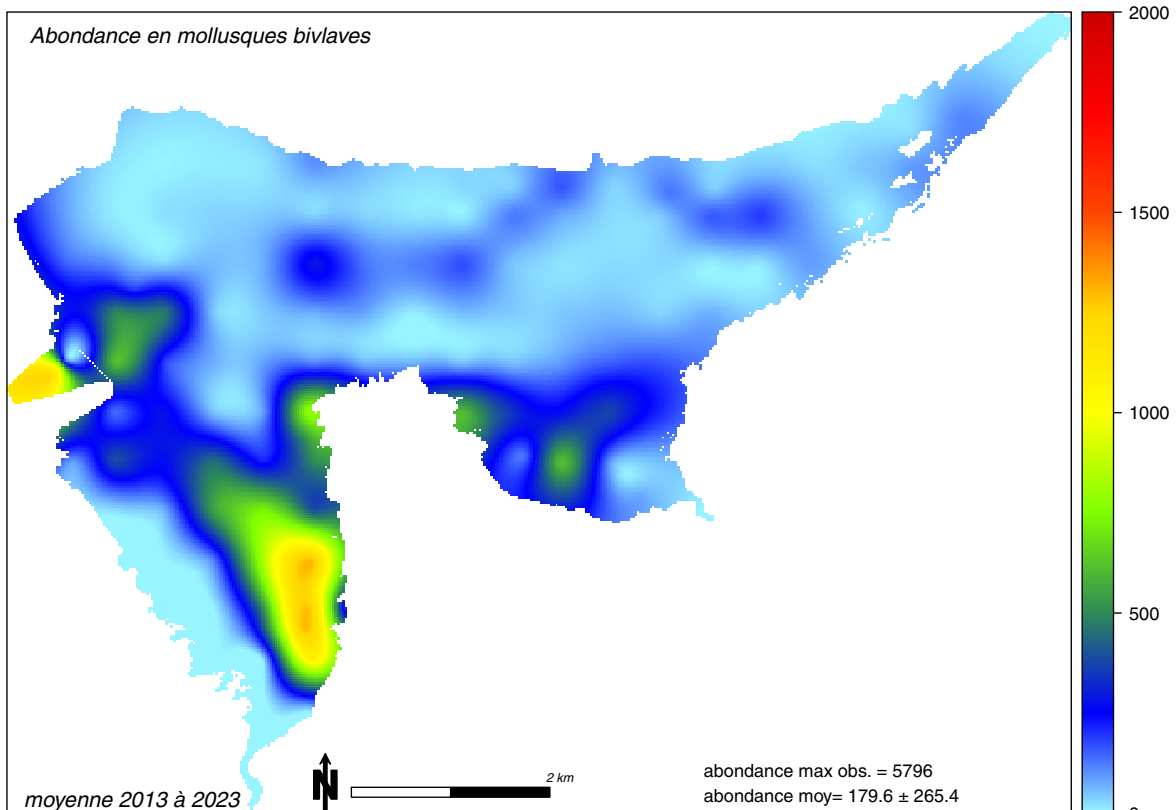 Abondance en mollusques bivlaves
2000
1500
1000
500
0
N
2 km
abondance max obs. = 5796
abondance moy= 179.6 ± 265.4
moyenne 2013 à 2023